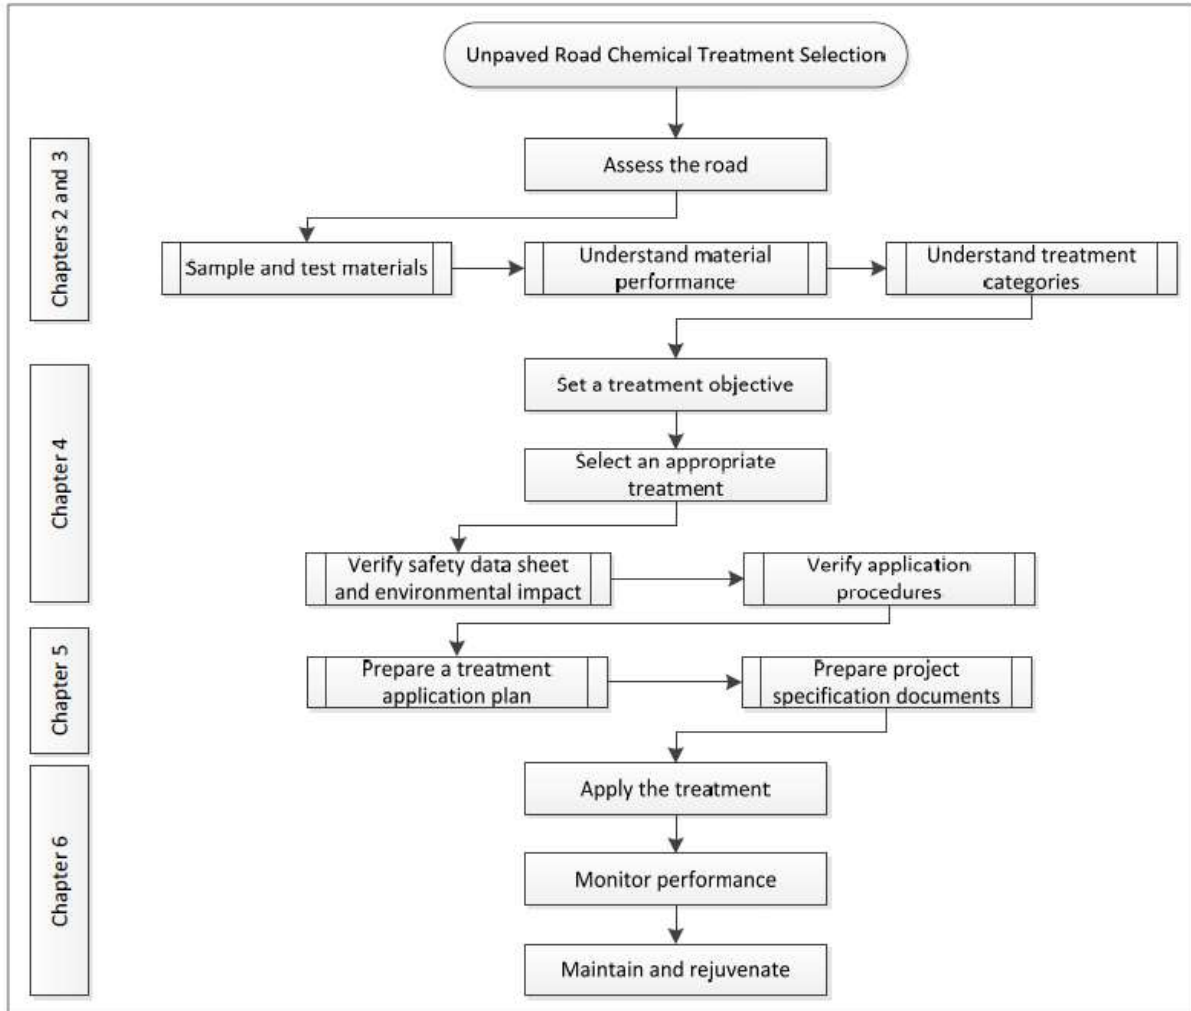 Unpaved Road Chemical Treatment Selection
Chapters 2 and 3
Assess the road
Sample and test materials
Understand material
performance
Understand treatment
categories
Chapter 4
Set a treatment objective
Select an appropriate
treatment
Verify safety data sheet
and environmental impact
Verify application
procedures
Chapter 5
Prepare a treatment
application plan
Prepare project
specification documents
Chapter 6
Apply the treatment
Monitor performance
Maintain and rejuvenate